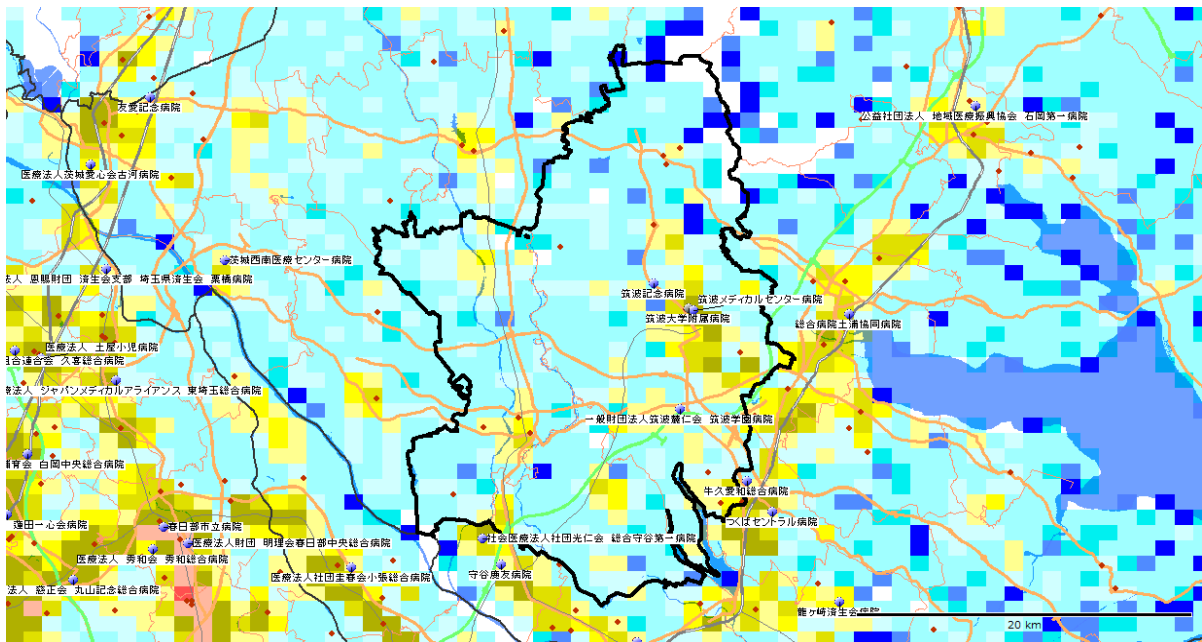 友愛記念病院
公益社団法人 地域医療振興協会 石岡第一病院
医療法人茨城愛心会古河病院
茨城西南医療センター病院
法人 恩賜財団 済生会支部 埼玉県済生会 栗橋病院
筑波記念病院
筑波メディカルセンター病院
筑波大学附属病院
総合病院土浦協同病院
医療法人 土屋小児病院
組合連合会 久喜総合病院
療法人 ジャパンメディカルアライアンス 東埼玉総合病院
一般財団法人筑波麓仁会 筑波学園病院
哺育会 白岡中央総合病院
牛久愛和総合病院
つくばセントラル病院
蓮田一心会病院
春日部市立病院
医療法人財団 明理会春日部中央総合病院
社会医療法人社団光仁会 総合守谷第一病院
医療法人 秀和会 秀和総合病院
医療法人社団圭春会小張総合病院
守谷慶友病院
法人 慈正会 丸山記念総合病院
龍ヶ崎済生会病院
20 km